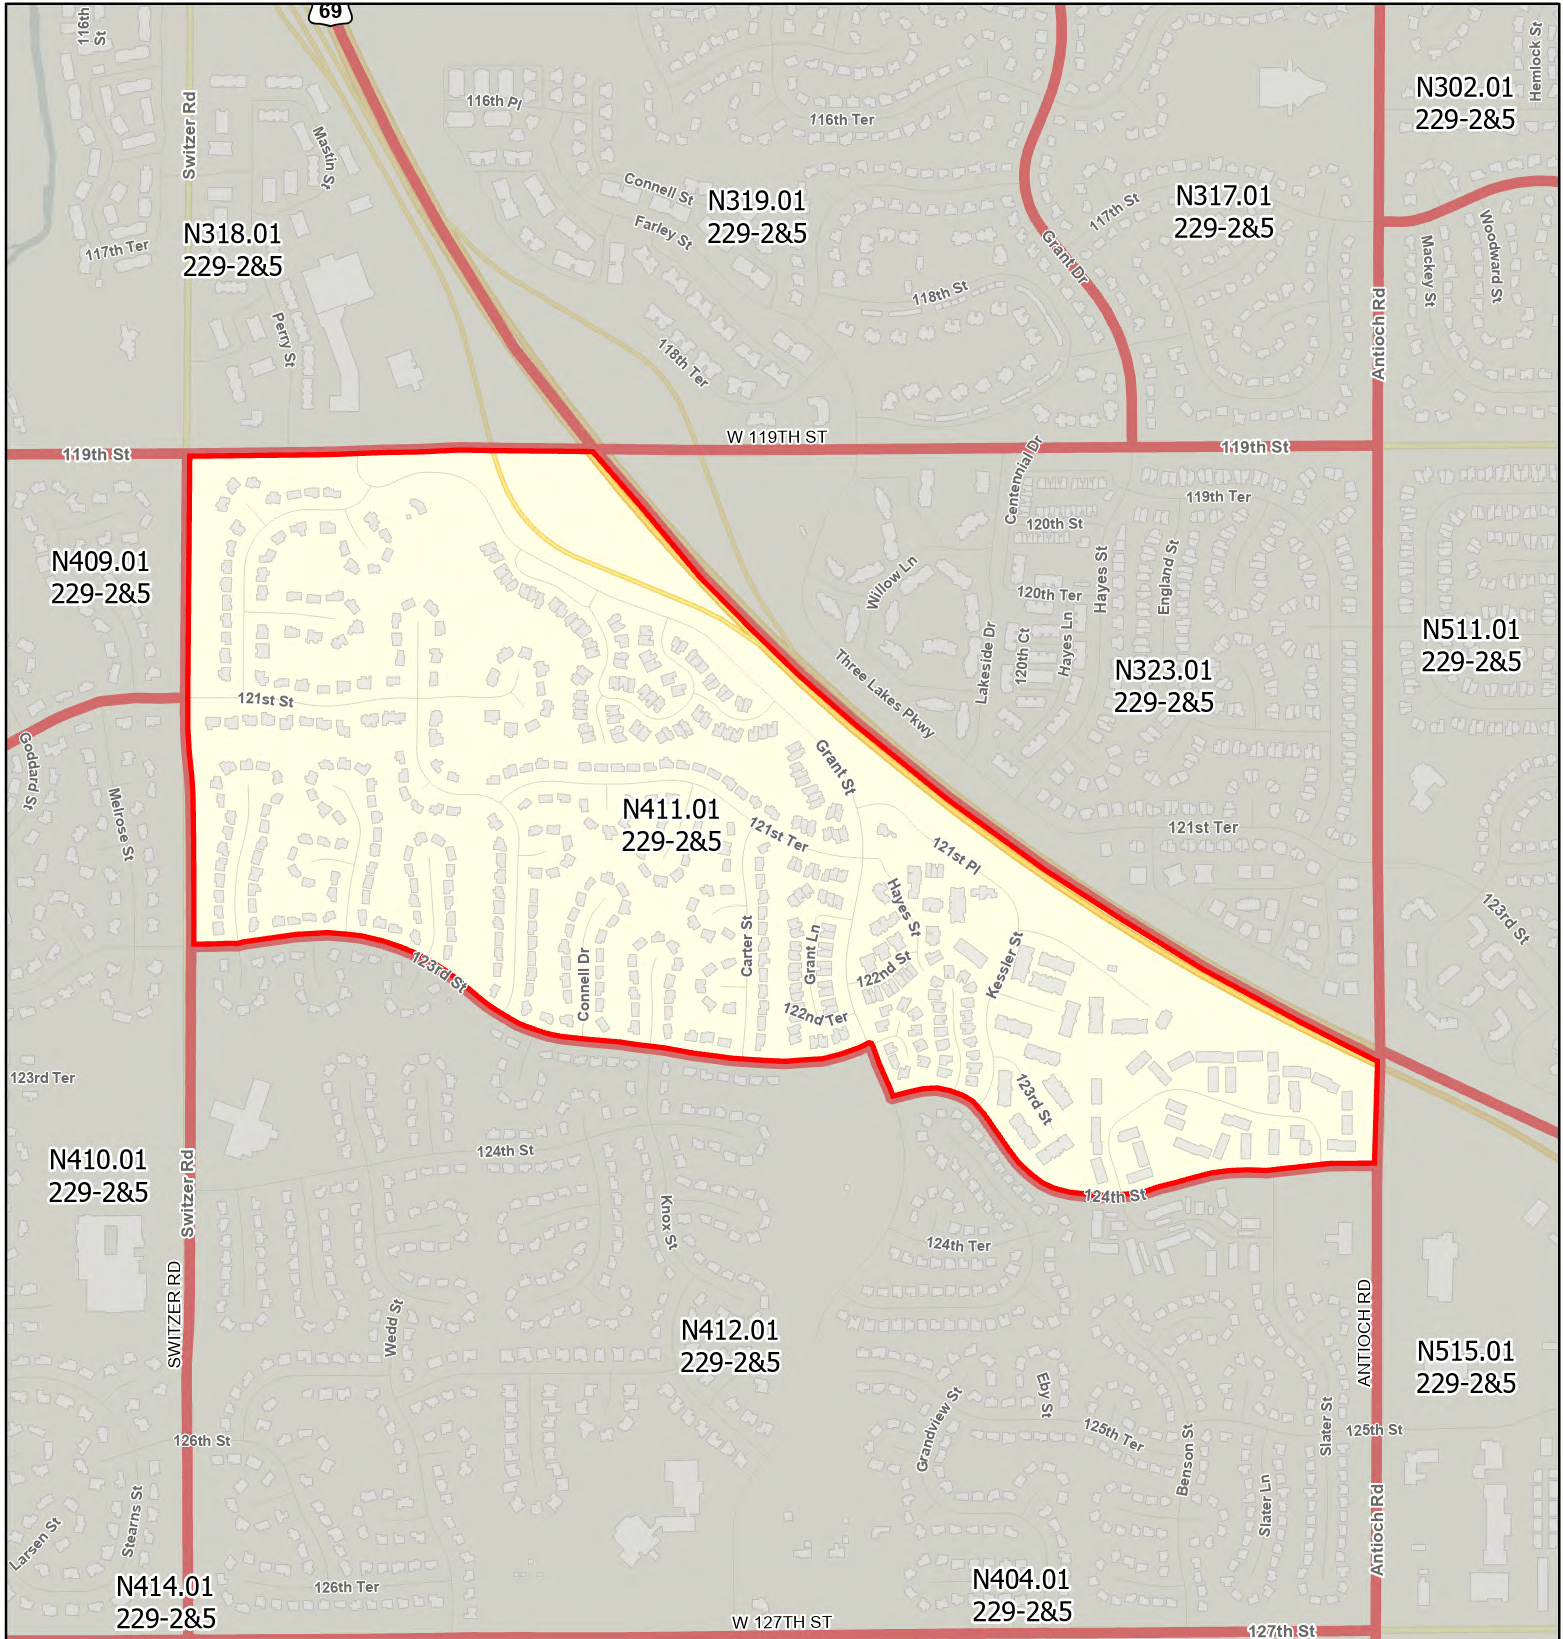 69
116th
St
Switzer Rd
Mastin St
116th Pl
116th Ter
Hemlock St
N302.01
229-2&5
Connell St
Farley St
N319.01
229-2&5
N317.01
229-2&5
117th St
Grant Dr
Woodward St
Mackey St
117th Ter
N318.01
229-2&5
118th St
Perry St
118th Ter
Antioch Rd
W 119TH ST
119th St
119th St
Centennial Dr
119th Ter
120th St
N409.01
229-2&5
Willow Ln
120th Ter
Hayes St
England St
Hayes Ln
120th Ct
Lakeside Dr
N511.01
229-2&5
Three Lakes Pkwy
N323.01
229-2&5
121st St
Goddard St
Melrose St
Grant St
N411.01
229-2&5
121st Ter
121st Pl
121st Ter
Hayes St
123rd St
Carter St
Grant Ln
122nd St
Kessler St
123rd St
Connell Dr
122nd Ter
123rd Ter
123rd St
N410.01
229-2&5
Switzer Rd
124th St
124th St
Knox St
124th Ter
SWITZER RD
Wedd St
N412.01
229-2&5
ANTIOCH RD
N515.01
229-2&5
Eby St
Grandview St
125th Ter
Benson St
Slater St
125th St
126th St
Slater Ln
Stearns St
Larsen St
Antioch Rd
N414.01
229-2&5
126th Ter
N404.01
229-2&5
W 127TH ST
127th St